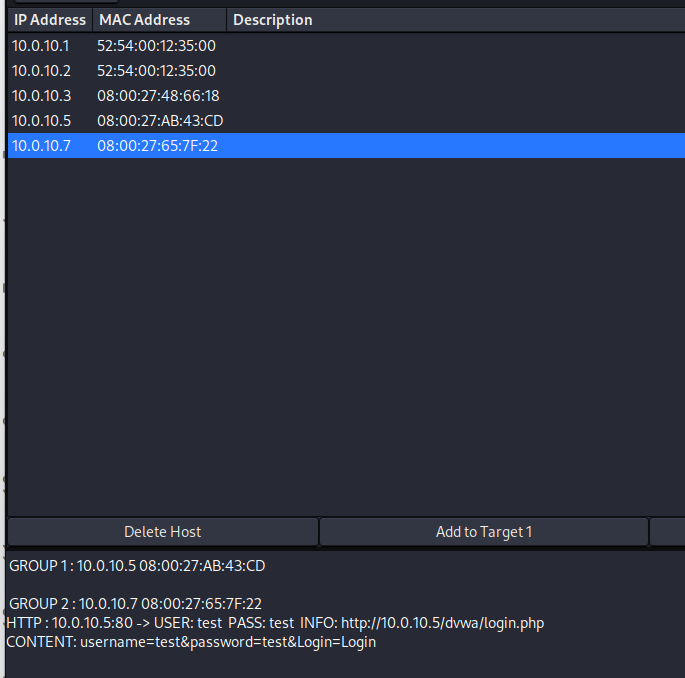 IP Address MAC Address Description
10.0.10.1 52:54:00:12:35:00
10.0.10.2 52:54:00:12:35:00
10.0.10.3 08:00:27:48:66:18
10.0.10.5 08:00:27:AB:43:CD
10.0.10.7 08:00:27:65:7F:22
Delete Host Add to Target 1
GROUP 1 : 10.0.10.5 08:00:27:AB:43:CD
GROUP 2 : 10.0.10.7 08:00:27:65:7F:22
HTTP : 10.0.10.5:80 -> USER: test PASS: test INFO: http://10.0.10.5/dvwa/login.php
CONTENT: username=test&password=test&Login=Login